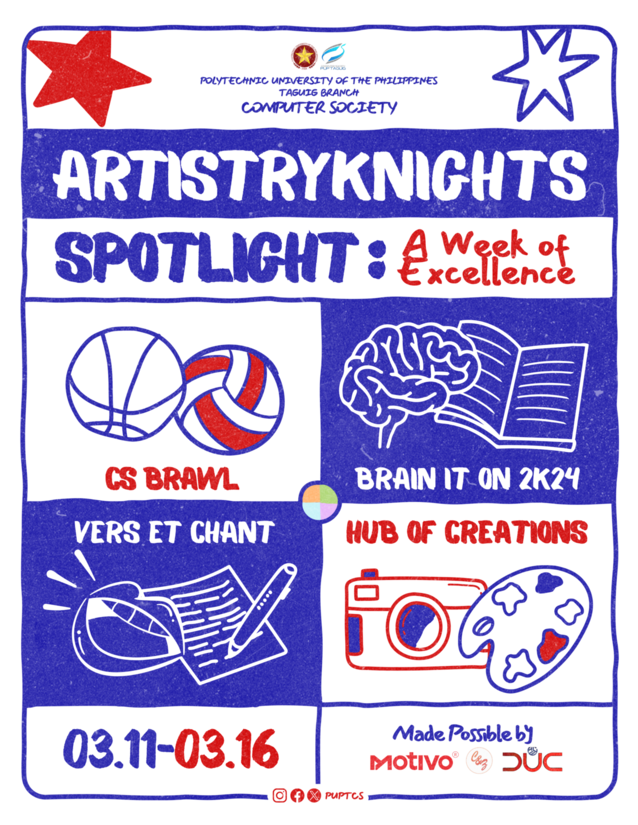 POLYTECHNIC UNIVERSITY OF THE PHILIPPINES
TAGUIG BRANCH
COMPUTER SOCIETY
ARTISTRYKNIGHTS
SPOTLIGHT: A Week of
Excellence
CS BRAWL
BRAIN IT ON 2K24
VERS ET CHANT
HUB OF CREATIONS
03.11-03.16
Made Possible by
MOTIVO
DUC
PUPTCS